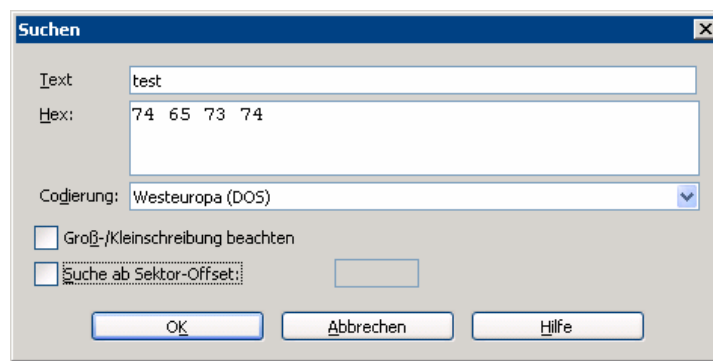 Suchen
Text test
Hex: 74 65 73 74
Codierung: Westeuropa (DOS)
Groß-/Kleinschreibung beachten
Suche ab Sektor-Offset:
OK Abbrechen Hilfe